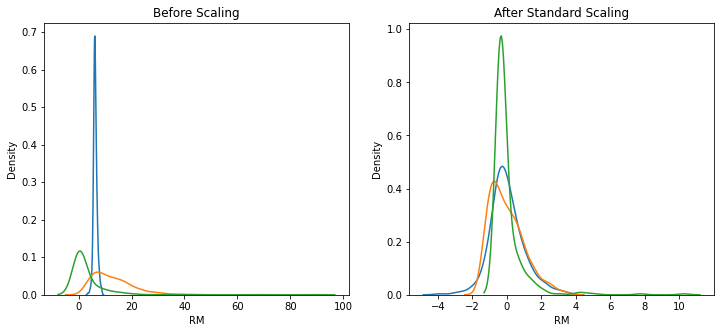 Before Scaling
Density
0.7
0.6
0.5
0.4
0.3
0.2
0.1
0.0
0 20 40 60 80 100
RM
After Standard Scaling
Density
1.0
0.8
0.6
0.4
0.2
0.0
−4 −2 0 2 4 6 8 10
RM